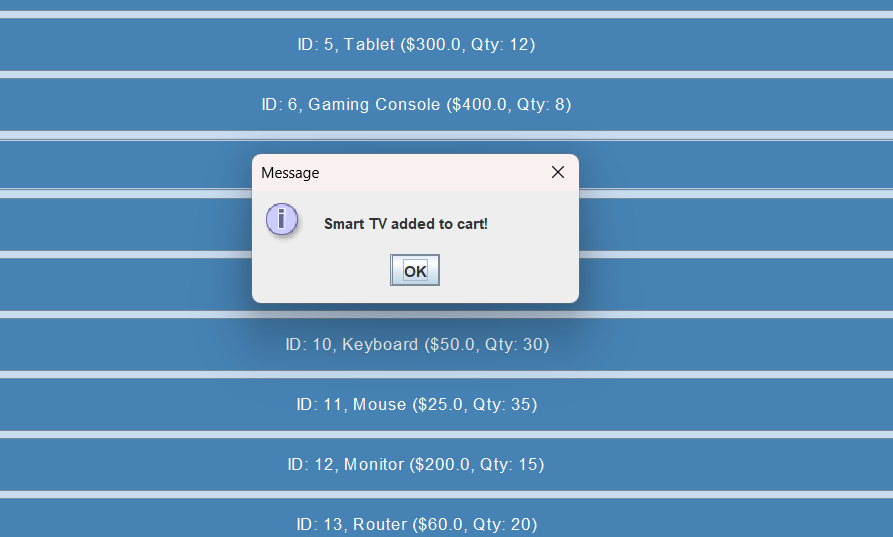 ID: 5, Tablet ($300.0, Qty: 12)
ID: 6, Gaming Console ($400.0, Qty: 8)
Message
Smart TV added to cart!
OK
ID: 10, Keyboard ($50.0, Qty: 30)
ID: 11, Mouse ($25.0, Qty: 35)
ID: 12, Monitor ($200.0, Qty: 15)
ID: 13, Router ($60.0, Qty: 20)